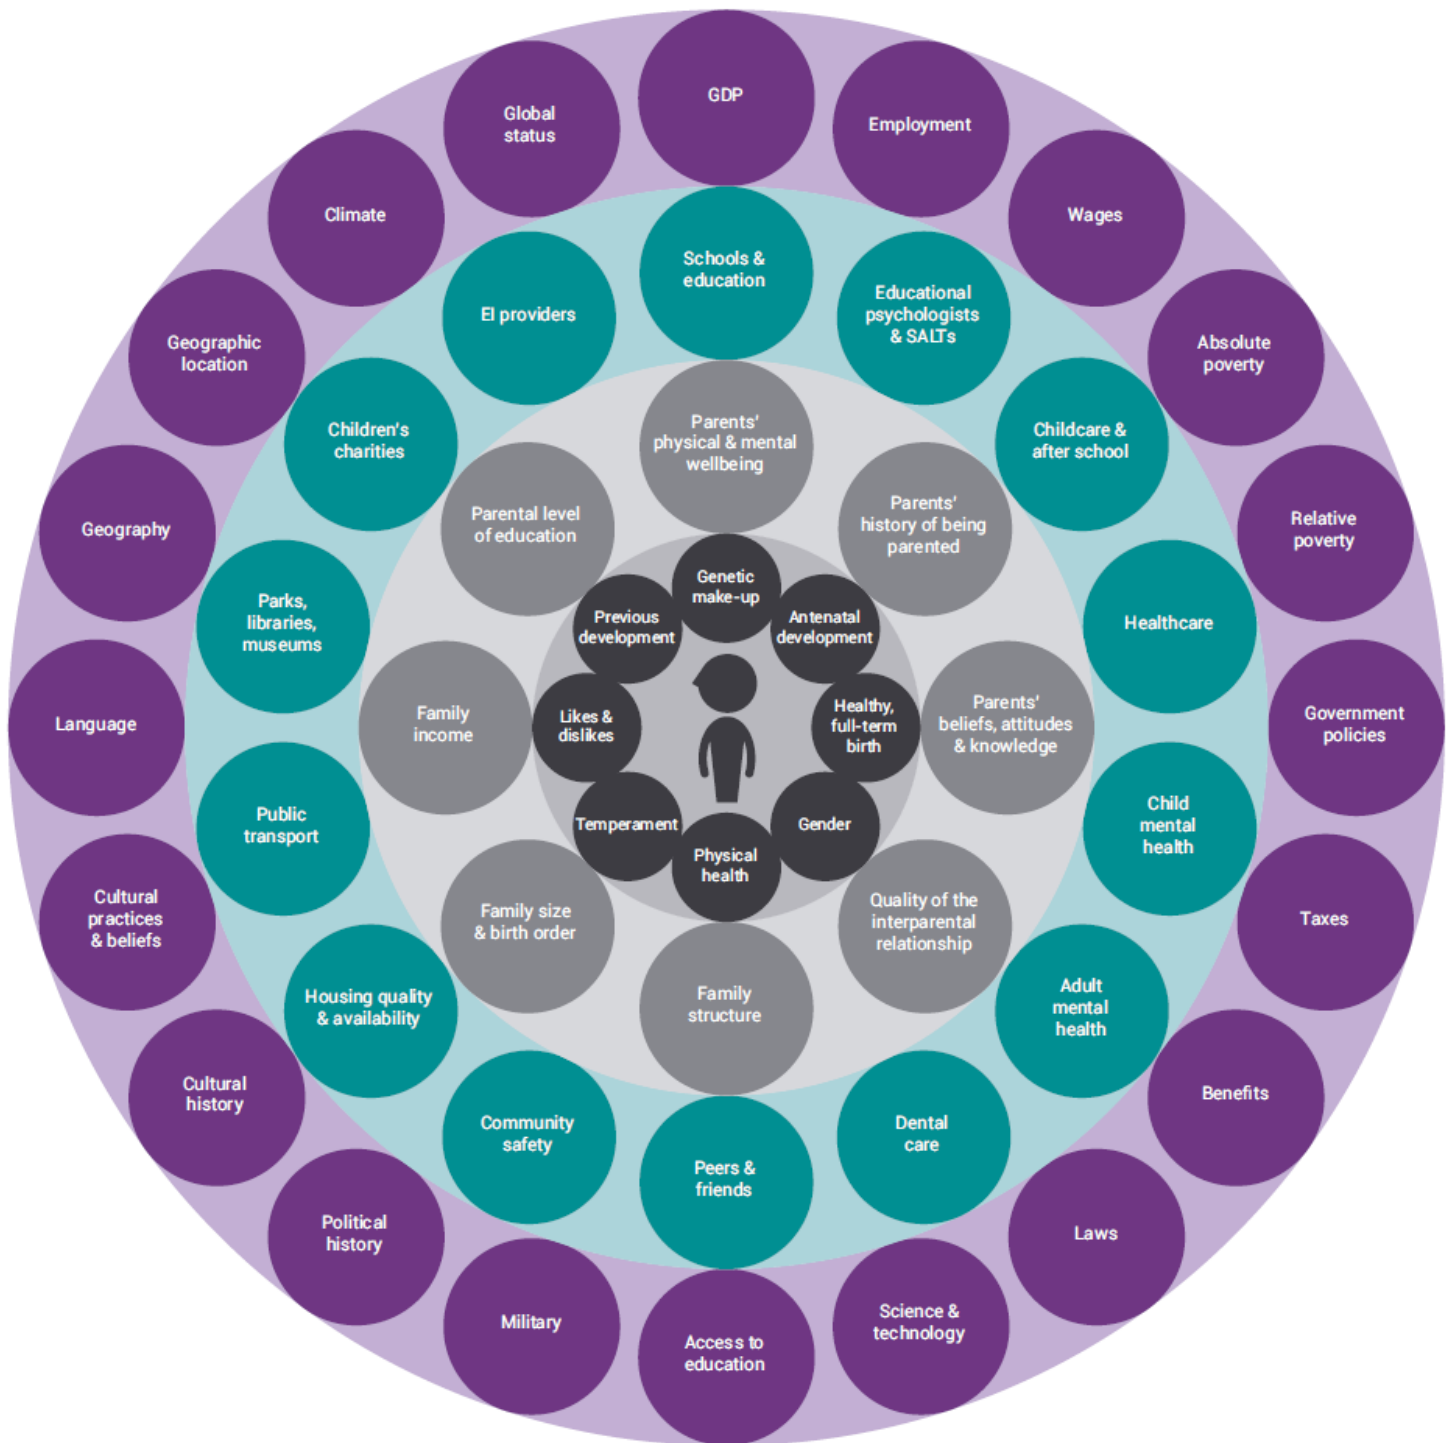 GDP
Employment
Wages
Absolute
poverty
Relative
poverty
Government
policies
Taxes
Benefits
Laws
Science &
technology
Access to
education
Military
Political
history
Cultural
history
Cultural
practices
& beliefs
Language
Geography
Geographic
location
Climate
Global
status
Schools &
education
Educational
psychologists
& SALTs
Childcare &
after school
Healthcare
Child
mental
health
Adult
mental
health
Dental
care
Peers &
friends
Community
safety
Housing quality
& availability
Public
transport
Parks,
libraries,
museums
Children's
charities
EI providers
Parents'
physical & mental
wellbeing
Parents'
history of being
parented
Parents'
beliefs, attitudes
& knowledge
Quality of the
interparental
relationship
Family
structure
Family size
& birth order
Family
income
Parental level
of education
Genetic
make-up
Antenatal
development
Healthy,
full-term
birth
Gender
Physical
health
Temperament
Likes &
dislikes
Previous
development